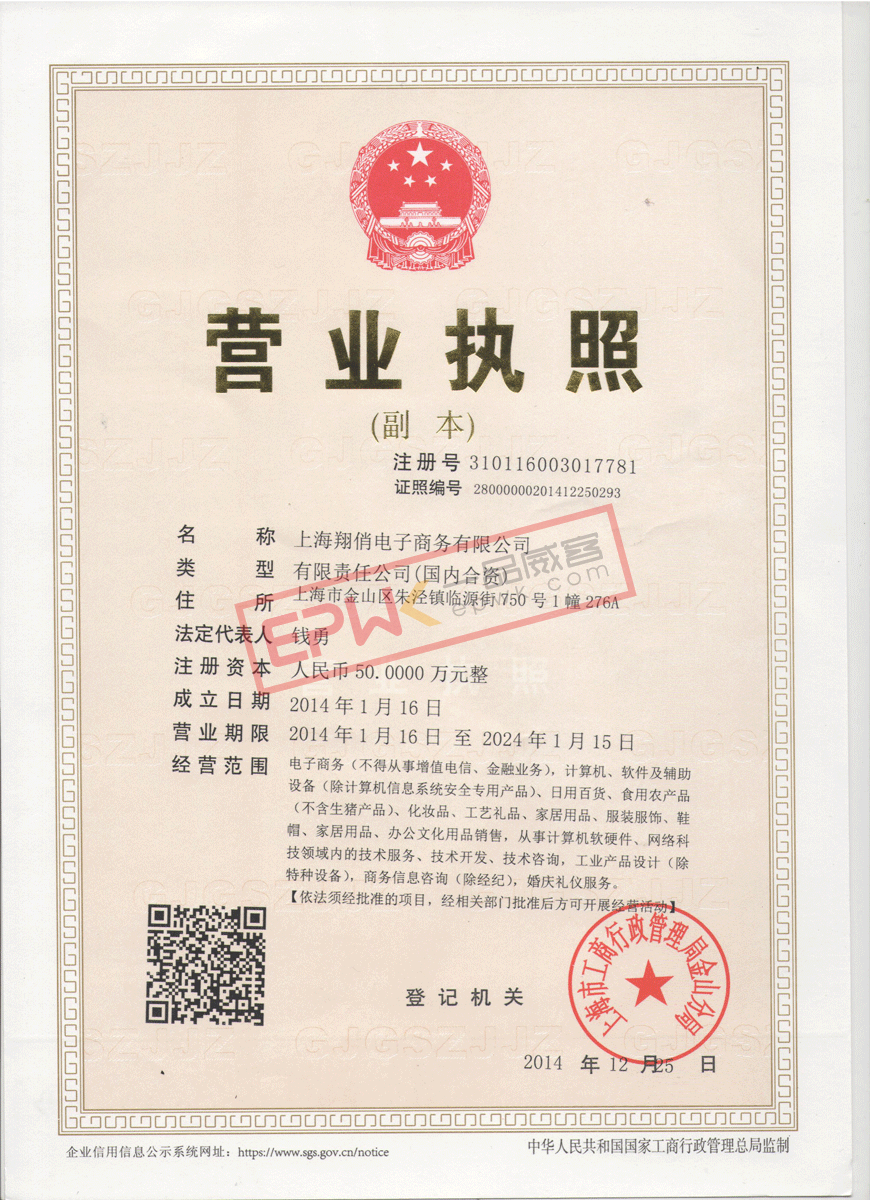 营业执照
(副 本)
注册号 310116003017781
证照编号 28000000201412250293
名 称 上海翔俏电子商务有限公司
类 型 有限责任公司(国内合资)
住 所 上海市金山区朱泾镇临源街750号1幢276A
法定代表人 钱勇
注册资本 人民币50.0000万元整
成立日期 2014年1月16日
营业期限 2014年1月16日 至 2024年1月15日
经营范围 电子商务(不得从事增值电信、金融业务),计算机、软件及辅助
设备(除计算机信息系统安全专用产品)、日用百货、食用农产品
(不含生猪产品)、化妆品、工艺礼品、家居用品、服装服饰、鞋
帽、家居用品、办公文化用品销售,从事计算机软硬件、网络科
技领域内的技术服务、技术开发、技术咨询,工业产品设计(除
特种设备),商务信息咨询(除经纪),婚庆礼仪服务。
【依法须经批准的项目,经相关部门批准后方可开展经营活动】
EPWK 一品威客
epwk.com
登记机关
上海市工商行政管理局金山分局
2014 年 12 月 25 日
企业信用信息公示系统网址:https://www.sgs.gov.cn/notice
中华人民共和国国家工商行政管理总局监制